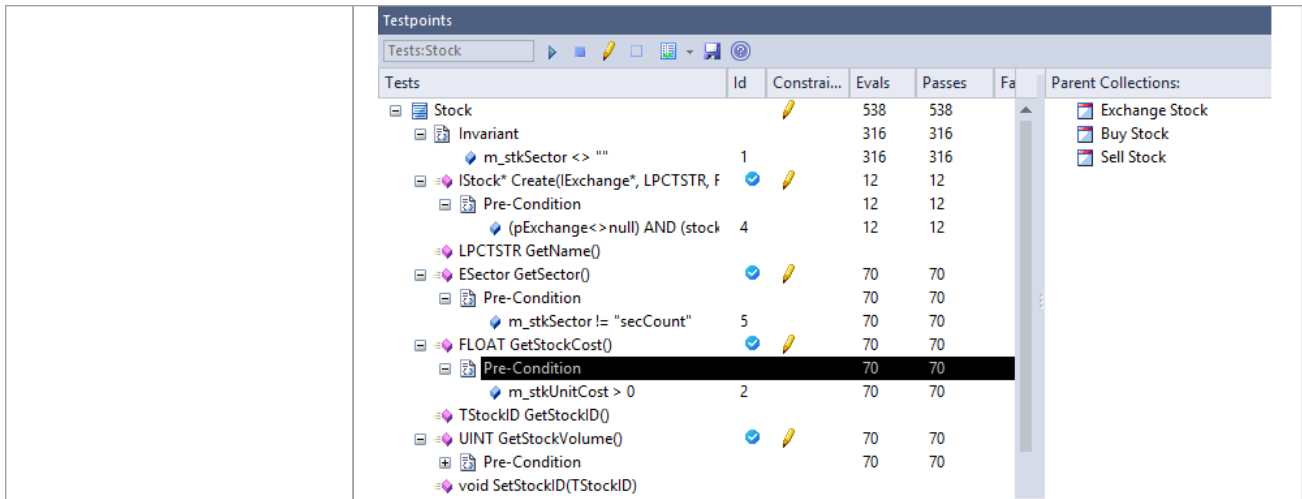 Testpoints
Tests:Stock
Tests Id Constrai... Evals Passes Fa Parent Collections:
Stock 538 538 Exchange Stock
Invariant 316 316 Buy Stock
m_stkSector <> "" 1 316 316 Sell Stock
IStock* Create(IExchange*, LPCTSTR, F 12 12
Pre-Condition 12 12
(pExchange<>null) AND (stock 4 12 12
LPCTSTR GetName()
ESector GetSector() 70 70
Pre-Condition 70 70
m_stkSector != "secCount" 5 70 70
FLOAT GetStockCost() 70 70
Pre-Condition 70 70
m_stkUnitCost > 0 2 70 70
TStockID GetStockID()
UINT GetStockVolume() 70 70
Pre-Condition 70 70
void SetStockID(TStockID)